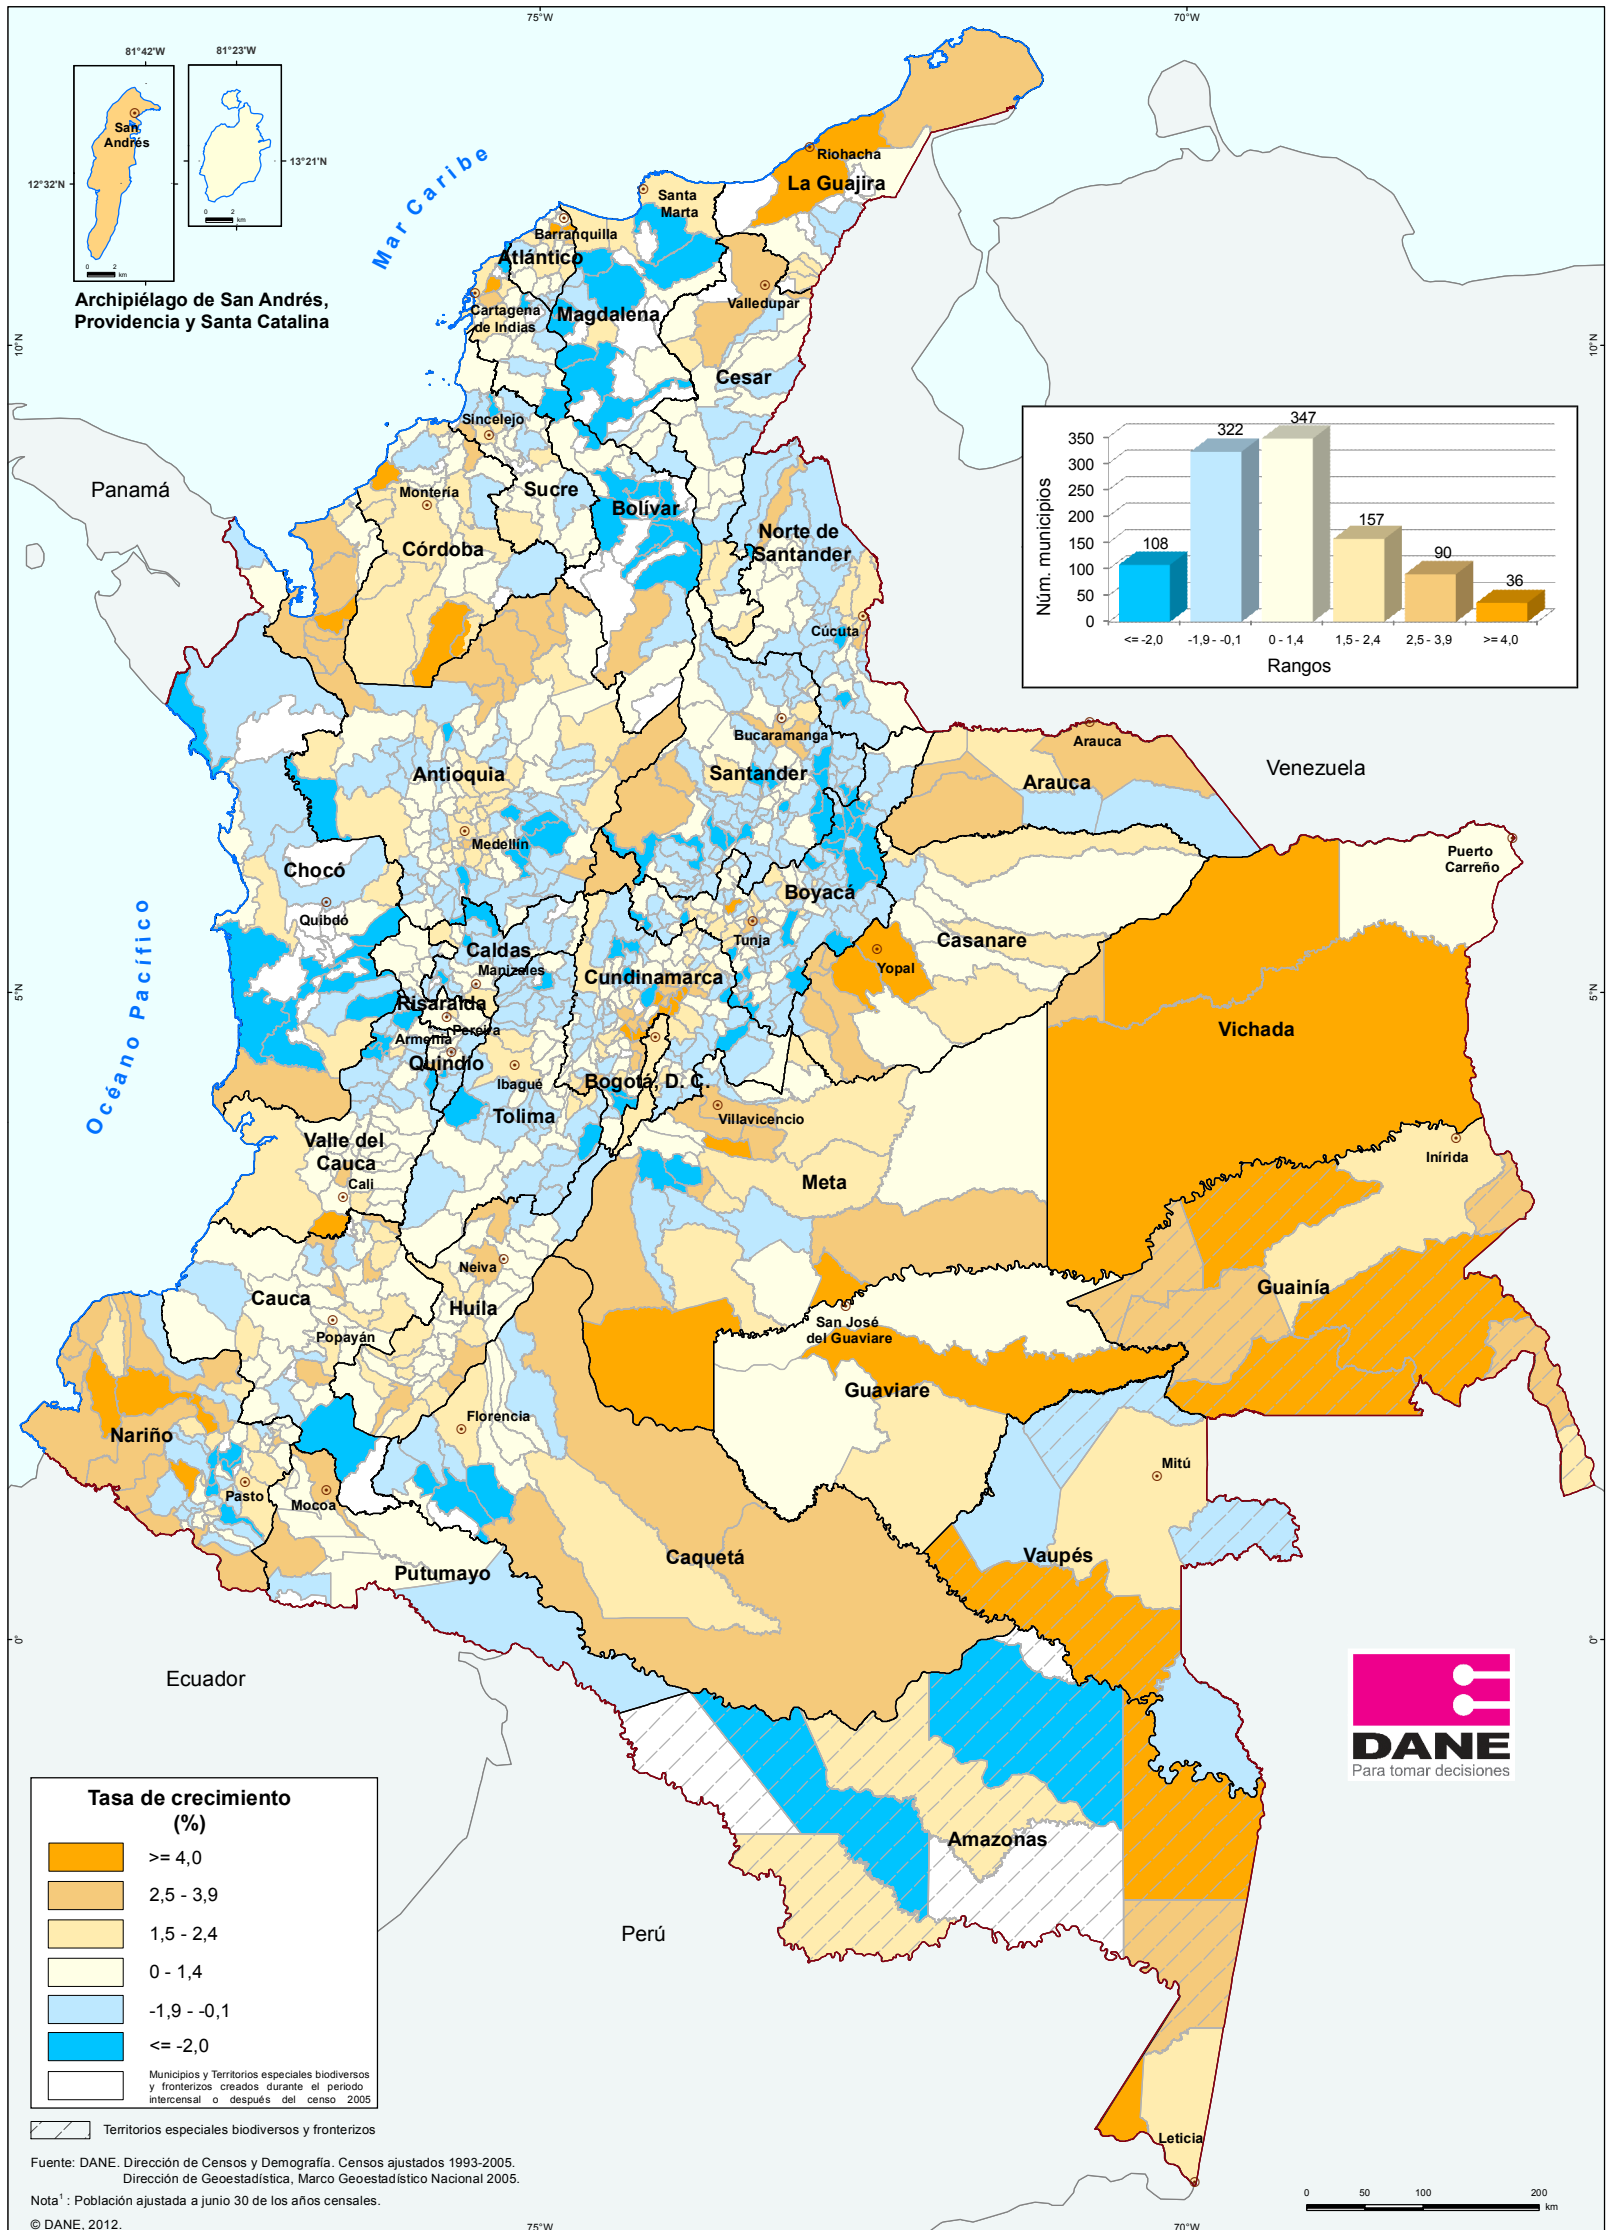 75°W
70°W
81°42'W
81°23'W
San
Andrés
13°21'N
12°32'N
0 2
km
0 2
km
Archipiélago de San Andrés,
Providencia y Santa Catalina
Mar Caribe
Riohacha
La Guajira
Santa
Marta
Barranquilla
Atlántico
Cartagena
de Indias
Magdalena
Valledupar
10°N
10°N
Cesar
Sincelejo
Panamá
Montería
Sucre
Bolívar
Córdoba
Norte de
Santander
Cúcuta
350
300
250
200
150
100
50
0
Núm. municipios
108
322
347
157
90
36
<= -2,0
-1,9 - -0,1
0 - 1,4
1,5 - 2,4
2,5 - 3,9
>= 4,0
Rangos
Bucaramanga
Santander
Antioquia
Medellín
Arauca
Arauca
Venezuela
Puerto
Carreño
Chocó
Quibdó
Océano Pacífico
Boyacá
Tunja
Caldas
Manizales
Cundinamarca
Yopal
Casanare
5°N
5°N
Risaralda
Pereira
Armenia
Quindío
Ibagué
Bogotá, D. C.
Tolima
Villavicencio
Vichada
Valle del
Cauca
Cali
Meta
Inírida
Neiva
Guainía
Cauca
Huila
Popayán
San José
del Guaviare
Guaviare
Nariño
Florencia
Pasto
Mocoa
Mitú
Putumayo
Caquetá
Vaupés
0°
0°
Ecuador
DANE
Para tomar decisiones
Tasa de crecimiento
(%)
>= 4,0
2,5 - 3,9
1,5 - 2,4
0 - 1,4
-1,9 - -0,1
<= -2,0
Municipios y Territorios especiales biodiversos
y fronterizos creados durante el periodo
intercensal o después del censo 2005
Territorios especiales biodiversos y fronterizos
Amazonas
Perú
Leticia
Fuente: DANE. Dirección de Censos y Demografía. Censos ajustados 1993-2005.
Dirección de Geoestadística, Marco Geoestadístico Nacional 2005.
Nota¹ : Población ajustada a junio 30 de los años censales.
© DANE, 2012.
0 50 100 200
km
75°W
70°W